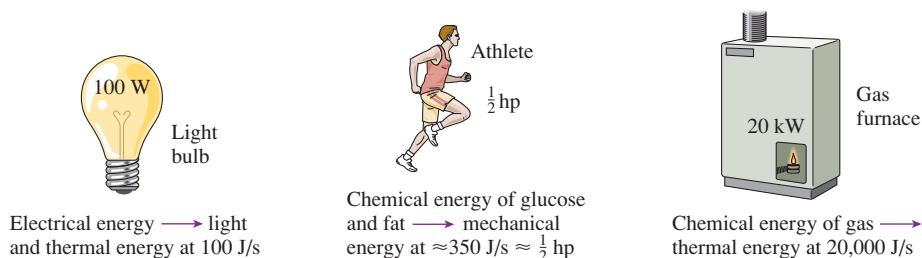 100 W
Light
bulb
Electrical energy ⟶ light
and thermal energy at 100 J/s
Athlete
½ hp
Chemical energy of glucose
and fat ⟶ mechanical
energy at ≈350 J/s ≈ ½ hp
20 kW
Gas
furnace
Chemical energy of gas ⟶
thermal energy at 20,000 J/s